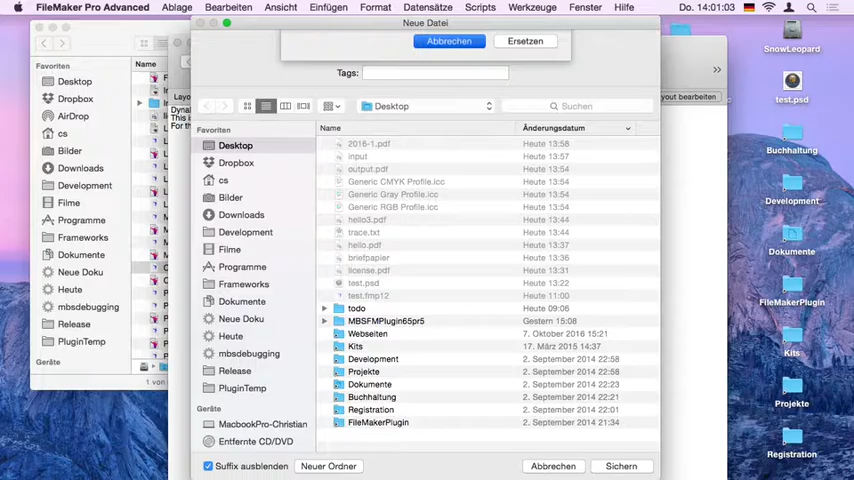 FileMaker Pro Advanced Ablage Bearbeiten Ansicht Einfügen Format Datensätze Scripts Werkzeuge Fenster Hilfe Do. 14:01:03
Neue Datei
Abbrechen Ersetzen
Tags:
Desktop Suchen
Favoriten
Desktop
Dropbox
AirDrop
cs
Bilder
Downloads
Development
Filme
Programme
Frameworks
Dokumente
Neue Doku
Heute
mbsdebugging
Release
PluginTemp
Geräte
Name
1 von
Layou
Dynal
This is
For th
Favoriten
Desktop
Dropbox
cs
Bilder
Downloads
Development
Filme
Programme
Frameworks
Dokumente
Neue Doku
Heute
mbsdebugging
Release
PluginTemp
Geräte
MacbookPro-Christian
Entfernte CD/DVD
Name Änderungsdatum
2016-1.pdf Heute 13:58
input Heute 13:57
output.pdf Heute 13:54
Generic CMYK Profile.icc Heute 13:54
Generic Gray Profile.icc Heute 13:54
Generic RGB Profile.icc Heute 13:54
hello3.pdf Heute 13:44
trace.txt Heute 13:44
hello.pdf Heute 13:37
briefpapier Heute 13:36
license.pdf Heute 13:31
test.psd Heute 13:22
test.fmp12 Heute 11:00
todo Heute 09:06
MBSFMPlugin65pr5 Gestern 15:08
Webseiten 7. Oktober 2016 15:21
Kits 17. März 2015 14:37
Development 2. September 2014 22:58
Projekte 2. September 2014 22:58
Dokumente 2. September 2014 22:23
Buchhaltung 2. September 2014 22:21
Registration 2. September 2014 22:01
FileMakerPlugin 2. September 2014 21:34
Suffix ausblenden Neuer Ordner Abbrechen Sichern
yout bearbeiten
SnowLeopard
test.psd
Buchhaltung
Development
Dokumente
FileMakerPlugin
Kits
Projekte
Registration